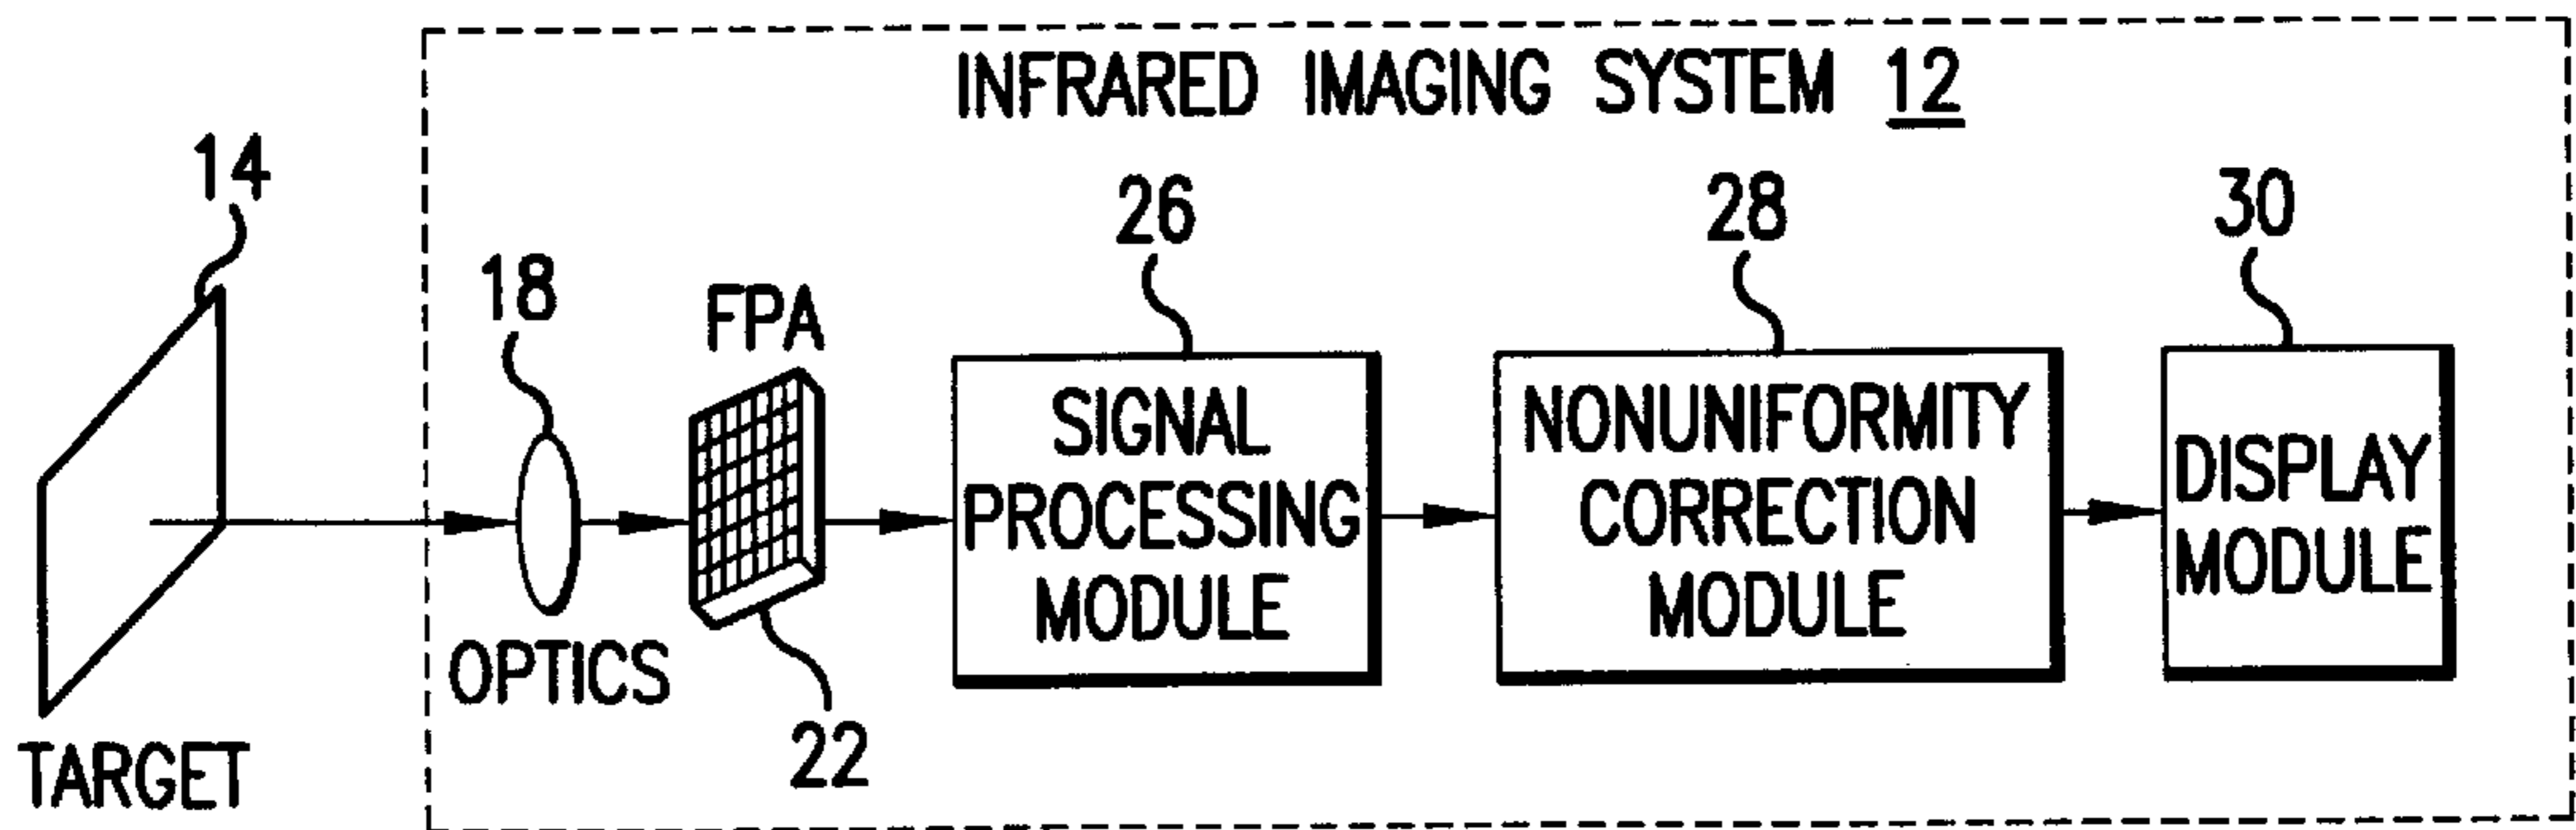 INFRARED IMAGING SYSTEM 12
14
TARGET
18
OPTICS
FPA
22
26
SIGNAL
PROCESSING
MODULE
28
NONUNIFORMITY
CORRECTION
MODULE
30
DISPLAY
MODULE